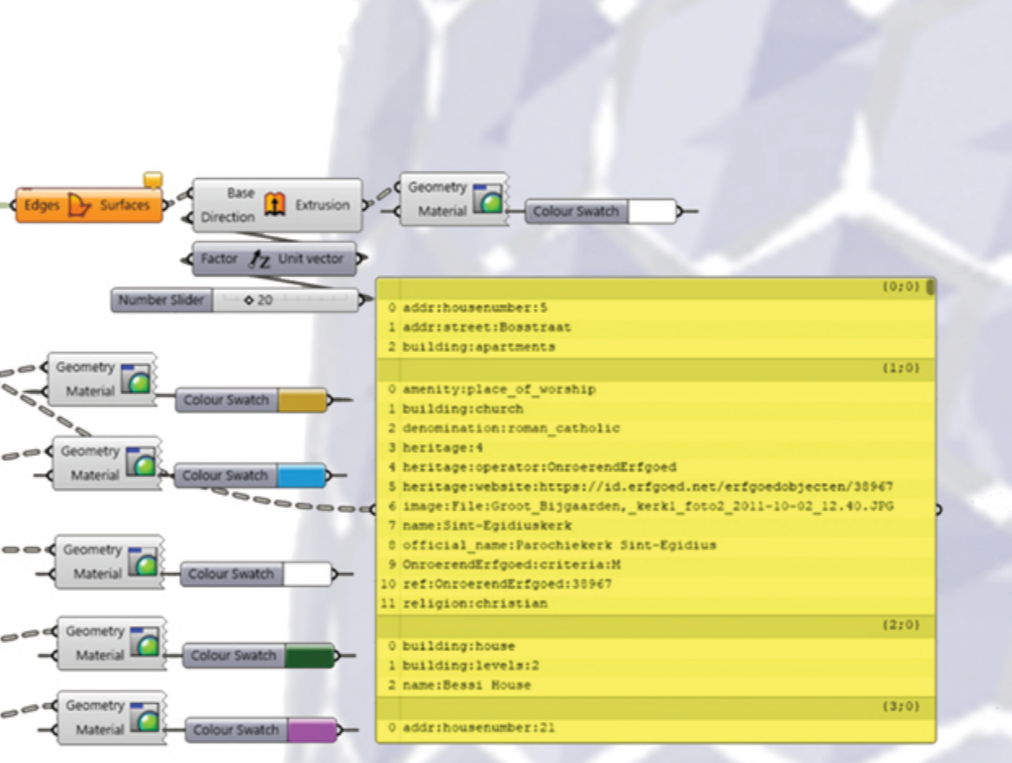 Edges Surfaces
Base
Direction
Extrusion
Geometry
Material
Colour Swatch
Factor Unit vector
Number Slider 20
{0;0}
0 addr:housenumber:5
1 addr:street:Bosstraat
2 building:apartments
{1;0}
0 amenity:place_of_worship
1 building:church
2 denomination:roman_catholic
3 heritage:4
4 heritage:operator:OnroerendErfgoed
5 heritage:website:https://id.erfgoed.net/erfgoedobjecten/38967
6 image:File:Groot_Bijgaarden,_kerk1_foto2_2011-10-02_12.40.JPG
7 name:Sint-Egidiuskerk
8 official_name:Parochiekerk Sint-Egidius
9 OnroerendErfgoed:criteria:M
10 ref:OnroerendErfgoed:38967
11 religion:christian
{2;0}
0 building:house
1 building:levels:2
2 name:Bessi House
{3;0}
0 addr:housenumber:21
Geometry
Material
Colour Swatch
Geometry
Material
Colour Swatch
Geometry
Material
Colour Swatch
Geometry
Material
Colour Swatch
Geometry
Material
Colour Swatch